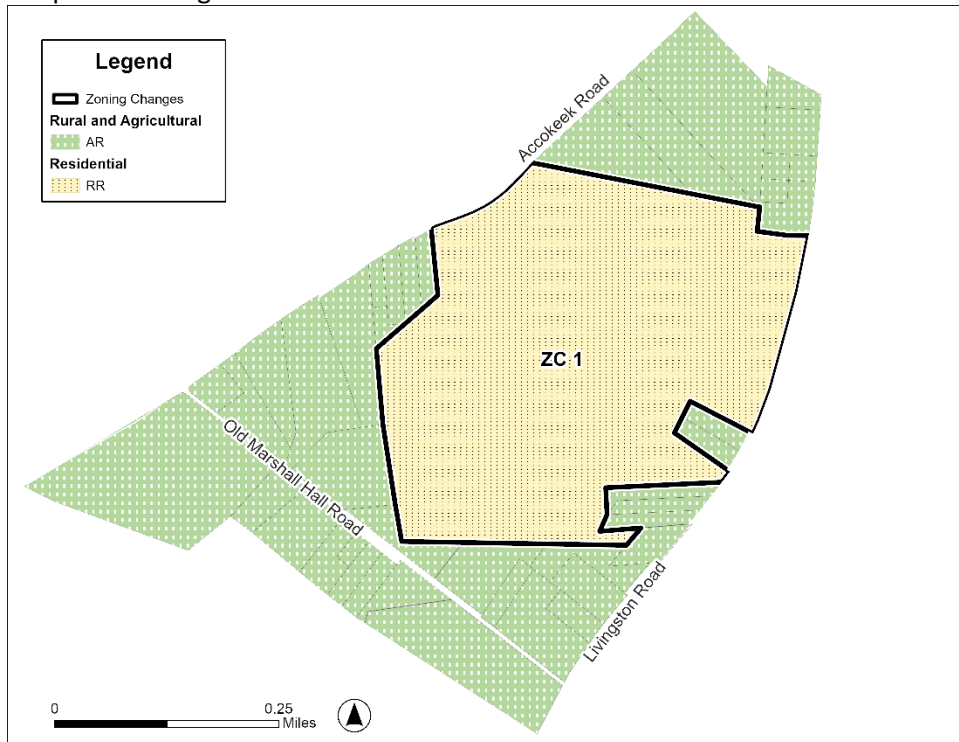 Legend
Zoning Changes
Rural and Agricultural
AR
Residential
RR
Accokeek Road
ZC 1
Old Marshall Hall Road
Livingston Road
0 0.25
Miles